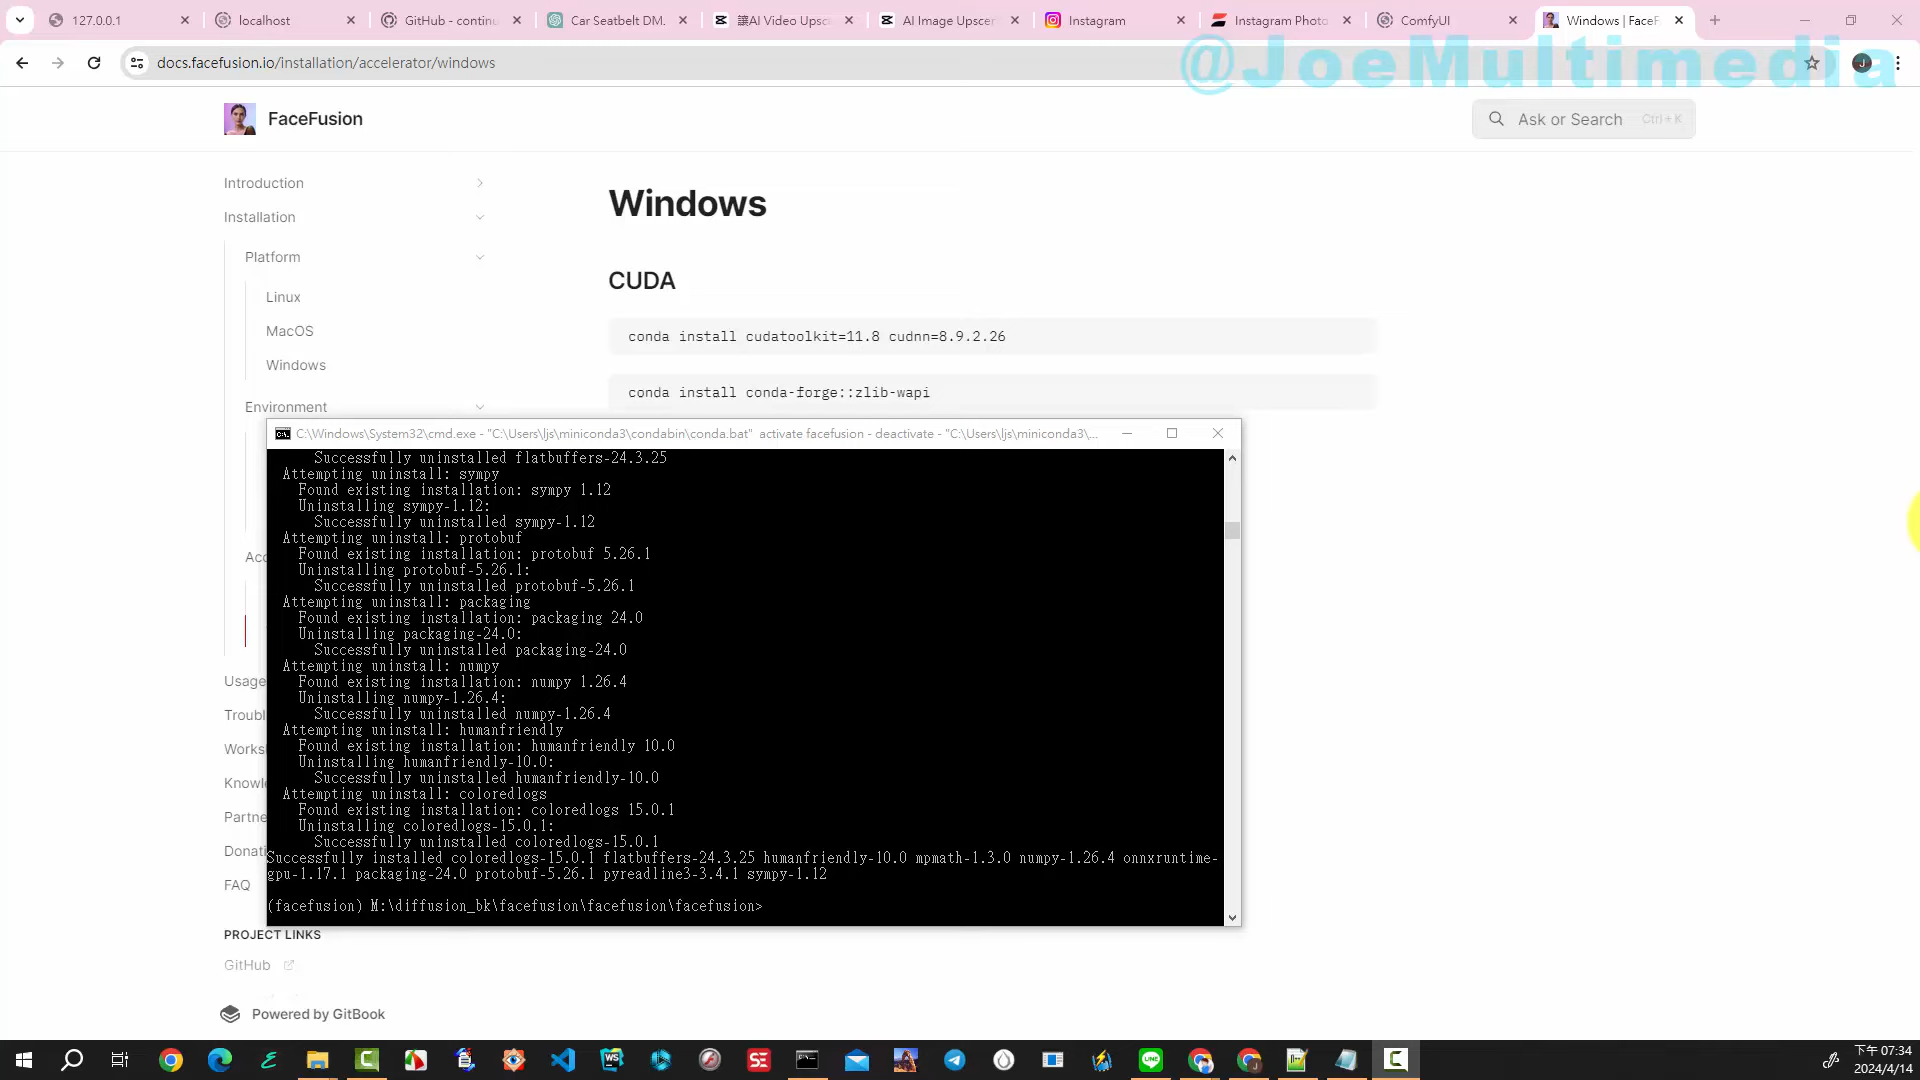 127.0.0.1
localhost
GitHub - contin
Car Seatbelt DM.
讓AI Video Upsc
AI Image Upscer
Instagram
Instagram Photo
ComfyUI
Windows | FaceF
docs.facefusion.io/installation/accelerator/windows
@JoeMultimedia
J
FaceFusion
Ask or Search
Ctrl+K
Introduction
Installation
Platform
Linux
MacOS
Windows
Environment
Acc
Usage
Troubl
Works
Knowle
Partne
Donati
FAQ
PROJECT LINKS
GitHub
Powered by GitBook
Windows
CUDA
conda install cudatoolkit=11.8 cudnn=8.9.2.26
conda install conda-forge::zlib-wapi
C:\Windows\System32\cmd.exe - "C:\Users\ljs\miniconda3\condabin\conda.bat"  activate facefusion - deactivate - "C:\Users\ljs\miniconda3\...
Successfully uninstalled flatbuffers-24.3.25
Attempting uninstall: sympy
Found existing installation: sympy 1.12
Uninstalling sympy-1.12:
Successfully uninstalled sympy-1.12
Attempting uninstall: protobuf
Found existing installation: protobuf 5.26.1
Uninstalling protobuf-5.26.1:
Successfully uninstalled protobuf-5.26.1
Attempting uninstall: packaging
Found existing installation: packaging 24.0
Uninstalling packaging-24.0:
Successfully uninstalled packaging-24.0
Attempting uninstall: numpy
Found existing installation: numpy 1.26.4
Uninstalling numpy-1.26.4:
Successfully uninstalled numpy-1.26.4
Attempting uninstall: humanfriendly
Found existing installation: humanfriendly 10.0
Uninstalling humanfriendly-10.0:
Successfully uninstalled humanfriendly-10.0
Attempting uninstall: coloredlogs
Found existing installation: coloredlogs 15.0.1
Uninstalling coloredlogs-15.0.1:
Successfully uninstalled coloredlogs-15.0.1
Successfully installed coloredlogs-15.0.1 flatbuffers-24.3.25 humanfriendly-10.0 mpmath-1.3.0 numpy-1.26.4 onnxruntime-
gpu-1.17.1 packaging-24.0 protobuf-5.26.1 pyreadline3-3.4.1 sympy-1.12
(facefusion) M:\diffusion_bk\facefusion\facefusion\facefusion>
下午 07:34
2024/4/14